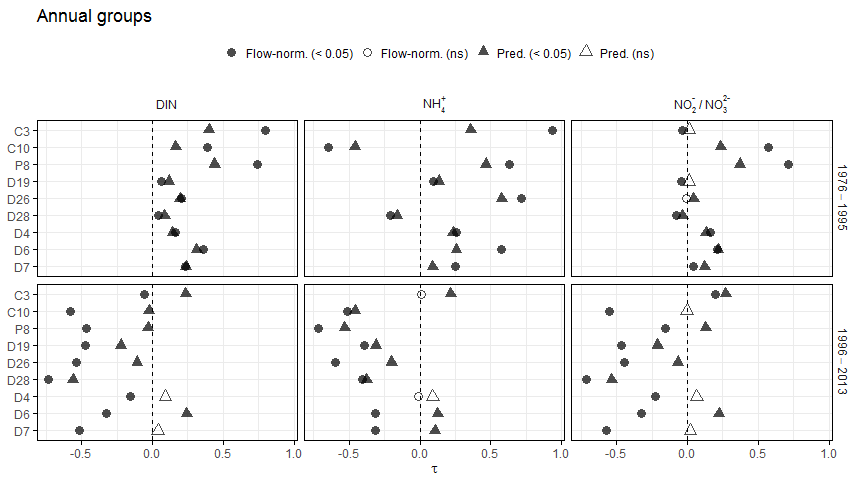 Annual groups
Flow-norm. (< 0.05) Flow-norm. (ns) Pred. (< 0.05) Pred. (ns)
DIN NH₄⁺ NO₂⁻ / NO₃²⁻
C3
C10
P8
D19
D26
D28
D4
D6
D7
1976 – 1995
C3
C10
P8
D19
D26
D28
D4
D6
D7
1996 – 2013
-0.5 0.0 0.5 1.0 -0.5 0.0 0.5 1.0 -0.5 0.0 0.5 1.0
τ